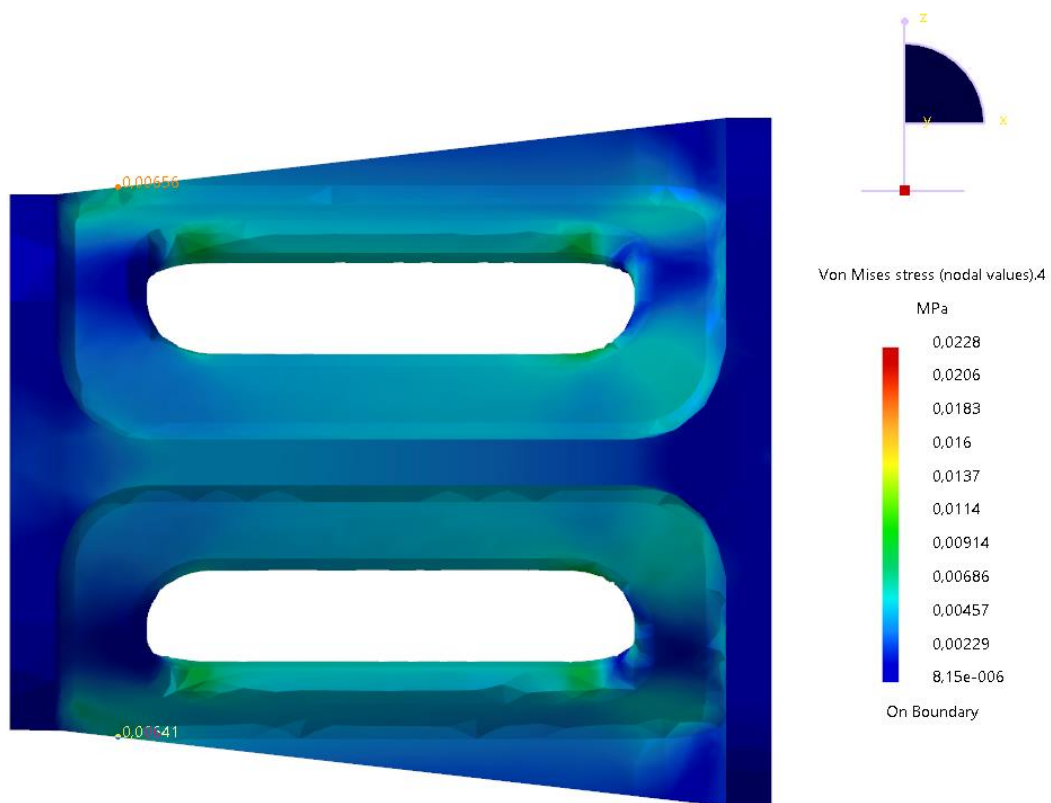 z
y
x
0,00656
Von Mises stress (nodal values).4
MPa
0,0228
0,0206
0,0183
0,016
0,0137
0,0114
0,00914
0,00686
0,00457
0,00229
8,15e-006
On Boundary